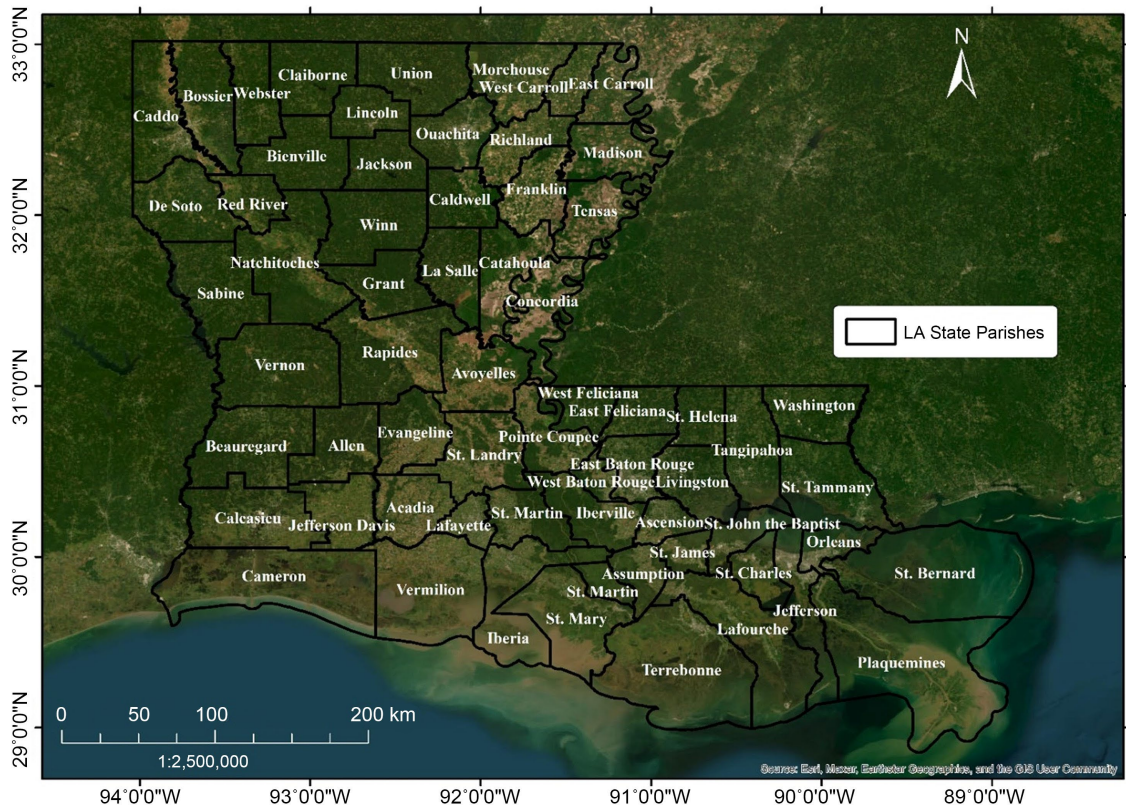 33°0'0"N
32°0'0"N
31°0'0"N
30°0'0"N
29°0'0"N
N
Claiborne
Union
Morehouse
West Carroll
East Carroll
Bossier
Webster
Caddo
Lincoln
Ouachita
Richland
Madison
Bienville
Jackson
Franklin
De Soto
Red River
Caldwell
Tensas
Winn
Natchitoches
La Salle
Catahoula
Grant
Sabine
Concordia
LA State Parishes
Vernon
Rapides
Avoyelles
West Feliciana
East Feliciana
St. Helena
Washington
Beauregard
Allen
Evangeline
Pointe Coupee
St. Landry
Tangipahoa
East Baton Rouge
West Baton Rouge
Livingston
St. Tammany
Calcasieu
Jefferson Davis
Acadia
Lafayette
St. Martin
Iberville
Ascension
St. John the Baptist
Orleans
St. James
Cameron
Vermilion
Assumption
St. Charles
St. Bernard
St. Martin
St. Mary
Jefferson
Lafourche
Iberia
Terrebonne
Plaquemines
0 50 100 200 km
1:2,500,000
Source: Esri, Maxar, Earthstar Geographics, and the GIS User Community
94°0'0"W
93°0'0"W
92°0'0"W
91°0'0"W
90°0'0"W
89°0'0"W